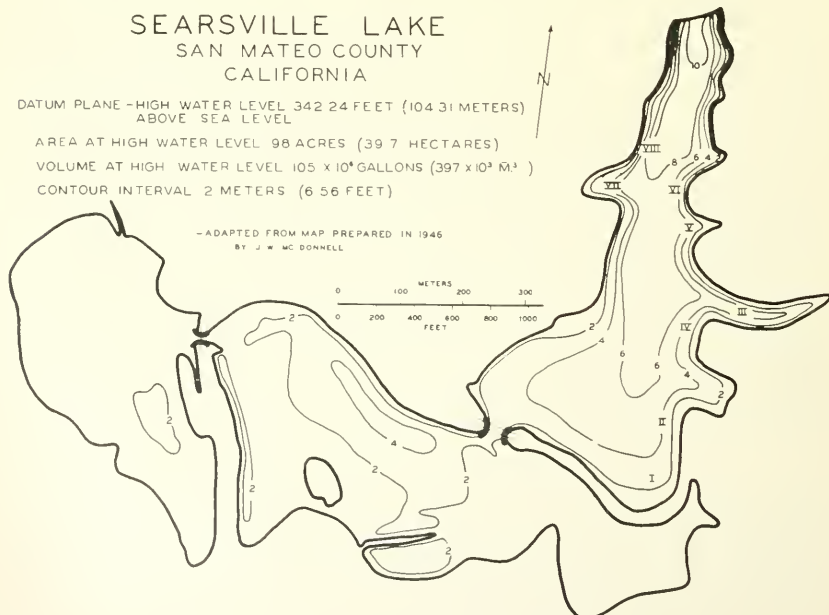 SEARSVILLE LAKE
SAN MATEO COUNTY
CALIFORNIA
N
DATUM PLANE - HIGH WATER LEVEL 342.24 FEET (104.31 METERS)
ABOVE SEA LEVEL
AREA AT HIGH WATER LEVEL 98 ACRES (39.7 HECTARES)
VOLUME AT HIGH WATER LEVEL 105 x 10⁶ GALLONS (397 x 10³ M.³)
CONTOUR INTERVAL 2 METERS (6.56 FEET)
-ADAPTED FROM MAP PREPARED IN 1946
BY J. W. MC DONNELL
METERS
0 100 200 300
0 200 400 600 800 1000
FEET
10
VIII
8 6 4 2
VII VI
V
III
2 IV
4
6 6 4
2
II
I
2
4
2
2
2
2
2